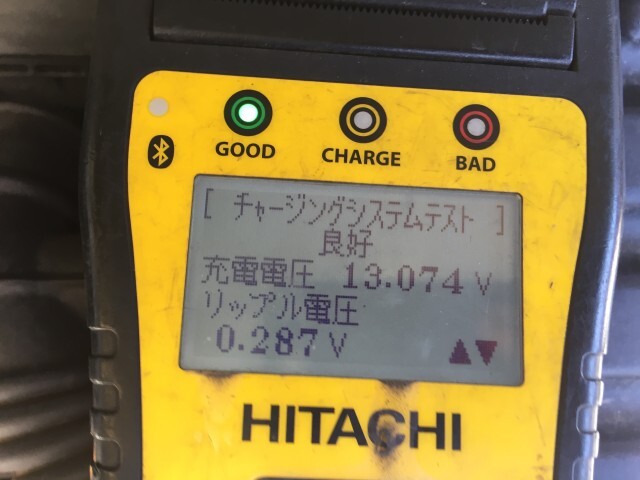 GOOD
CHARGE
BAD
[ チャージングシステムテスト ]
良好
充電電圧 13.074 V
リップル電圧
0.287 V
HITACHI